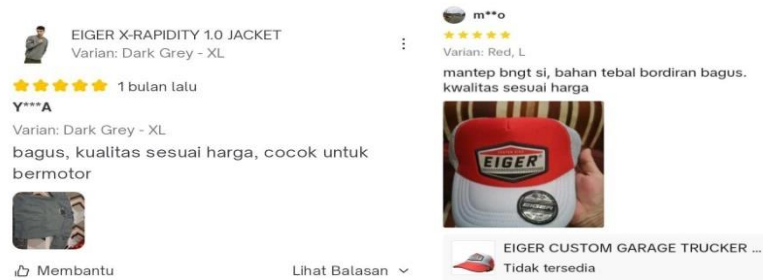 EIGER X-RAPIDITY 1.0 JACKET
Varian: Dark Grey - XL
1 bulan lalu
Y***A
Varian: Dark Grey - XL
bagus, kualitas sesuai harga, cocok untuk
bermotor
Membantu
Lihat Balasan
m**o
Varian: Red, L
mantep bngt si, bahan tebal bordiran bagus.
kwalitas sesuai harga
EIGER
EIGER CUSTOM GARAGE TRUCKER ...
Tidak tersedia